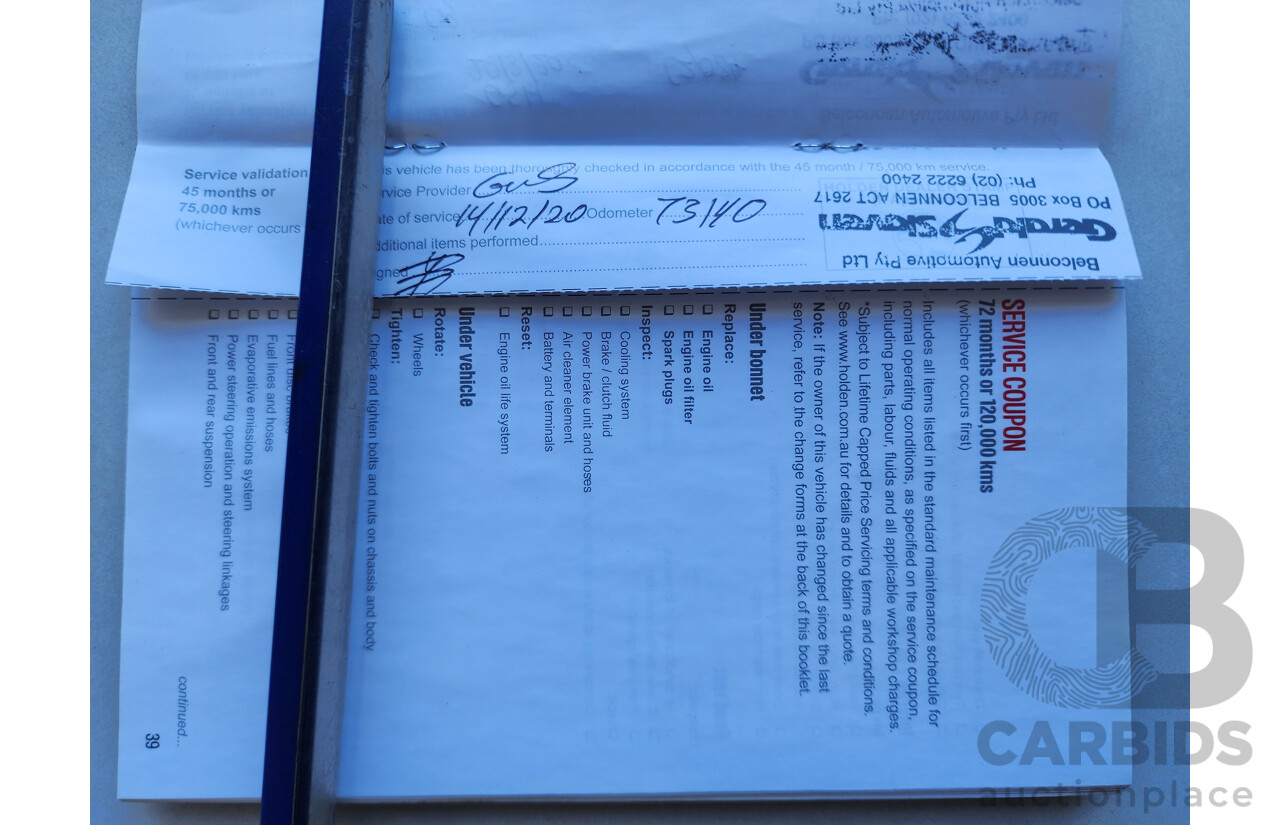 Service validation
45 months or
75,000 kms
(whichever occurs
is vehicle has been thoroughly checked in accordance with the 45 month / 75,000 km service.
rvice Provider GWS
te of service 14/12/20 Odometer 73140
ditional items performed
gned
Belconnen Automotive Pty Ltd
Gerald Slaven
PO Box 3005 BELCONNEN ACT 2617
Ph: (02) 6222 2400
SERVICE COUPON
72 months or 120,000 kms
(whichever occurs first)
Includes all items listed in the standard maintenance schedule for
normal operating conditions, as specified on the service coupon,
including parts, labour, fluids and all applicable workshop charges.
*Subject to Lifetime Capped Price Servicing terms and conditions.
See www.holden.com.au for details and to obtain a quote.
Note: If the owner of this vehicle has changed since the last
service, refer to the change forms at the back of this booklet.
Under bonnet
Replace:
❑ Engine oil
❑ Engine oil filter
❑ Spark plugs
Inspect:
❑ Cooling system
❑ Brake / clutch fluid
❑ Power brake unit and hoses
❑ Air cleaner element
❑ Battery and terminals
Reset:
❑ Engine oil life system
Under vehicle
Rotate:
❑ Wheels
Tighten:
❑ Check and tighten bolts and nuts on chassis and body
❑ Front disc brakes
❑ Fuel lines and hoses
❑ Evaporative emissions system
❑ Power steering operation and steering linkages
❑ Front and rear suspension
continued...
39
CARBIDS
auctionplace